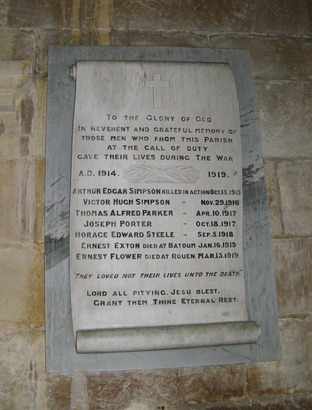 TO THE GLORY OF GOD
IN REVERENT AND GRATEFUL MEMORY OF
THOSE MEN WHO FROM THIS PARISH
AT THE CALL OF DUTY
GAVE THEIR LIVES DURING THE WAR
A.D. 1914. 1919.
ARTHUR EDGAR SIMPSON KILLED IN ACTION OCT.13.1915
VICTOR HUGH SIMPSON - NOV.29.1916
THOMAS ALFRED PARKER - APR.10.1917
JOSEPH PORTER - OCT.18.1917
HORACE EDWARD STEELE - SEP.5.1918
ERNEST EXTON DIED AT BATOUM JAN.16.1919
ERNEST FLOWER DIED AT ROUEN MAR.15.1919
"THEY LOVED NOT THEIR LIVES UNTO THE DEATH"
LORD ALL PITYING, JESU BLEST,
GRANT THEM THINE ETERNAL REST.